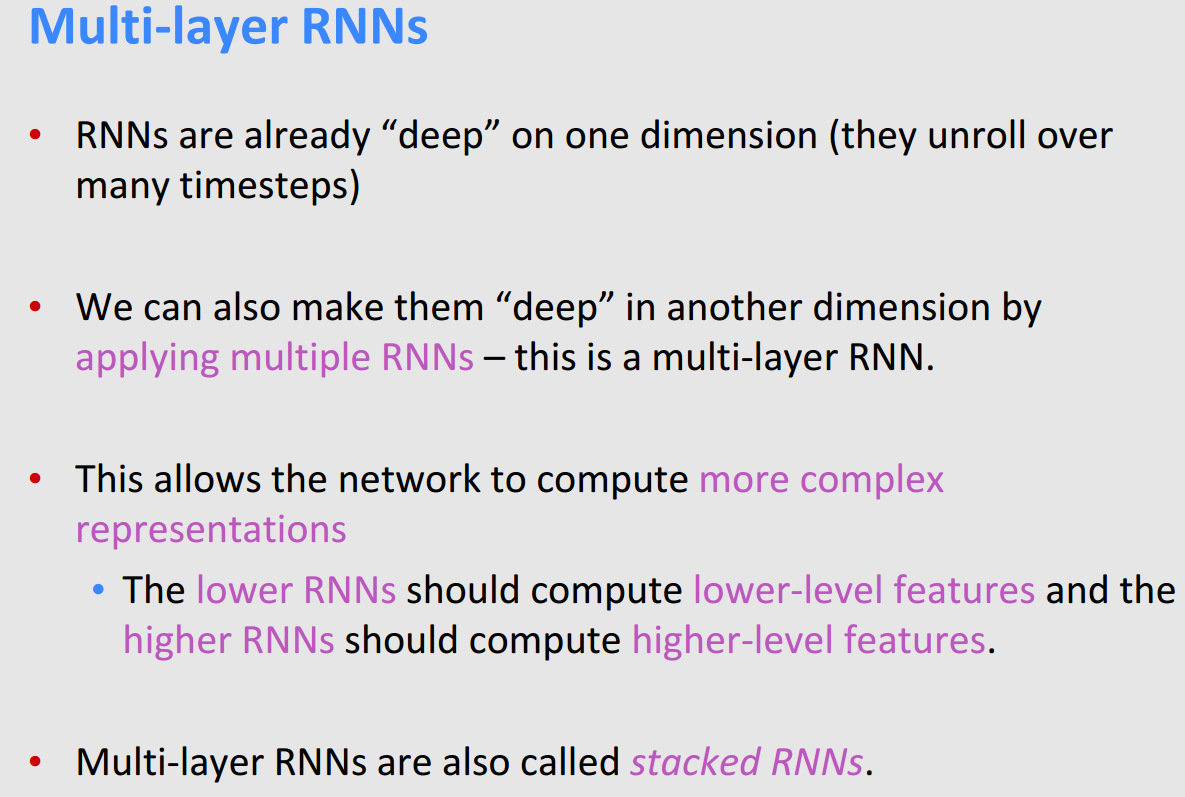 Multi-layer RNNs
• RNNs are already “deep” on one dimension (they unroll over
many timesteps)
• We can also make them “deep” in another dimension by
applying multiple RNNs – this is a multi-layer RNN.
• This allows the network to compute more complex
representations
• The lower RNNs should compute lower-level features and the
higher RNNs should compute higher-level features.
• Multi-layer RNNs are also called stacked RNNs.